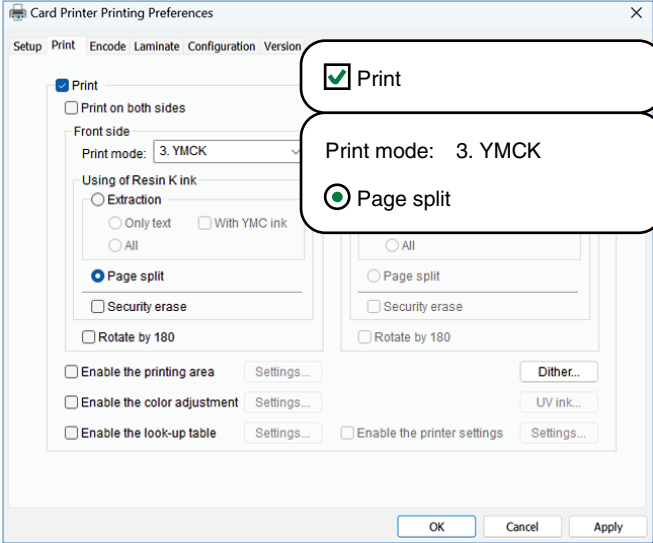 Card Printer Printing Preferences
Setup Print Encode Laminate Configuration Version
Print
Print
Print on both sides
Front side
Print mode: 3. YMCK
Print mode: 3. YMCK
Page split
Using of Resin K ink
Extraction
Only text With YMC ink
All
All
Page split
Page split
Security erase
Security erase
Rotate by 180
Rotate by 180
Enable the printing area Settings... Dither...
Enable the color adjustment Settings... UV ink...
Enable the look-up table Settings... Enable the printer settings Settings...
OK Cancel Apply